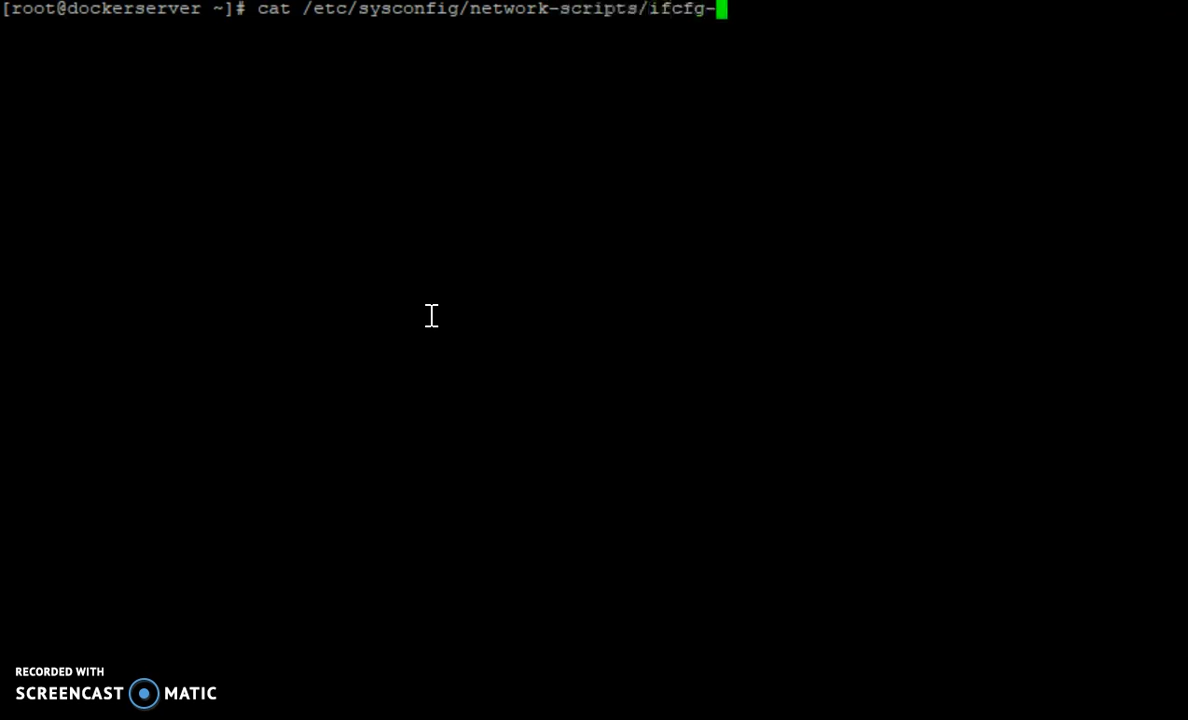 [root@dockerserver ~]# cat /etc/sysconfig/network-scripts/ifcfg-
RECORDED WITH
SCREENCAST MATIC